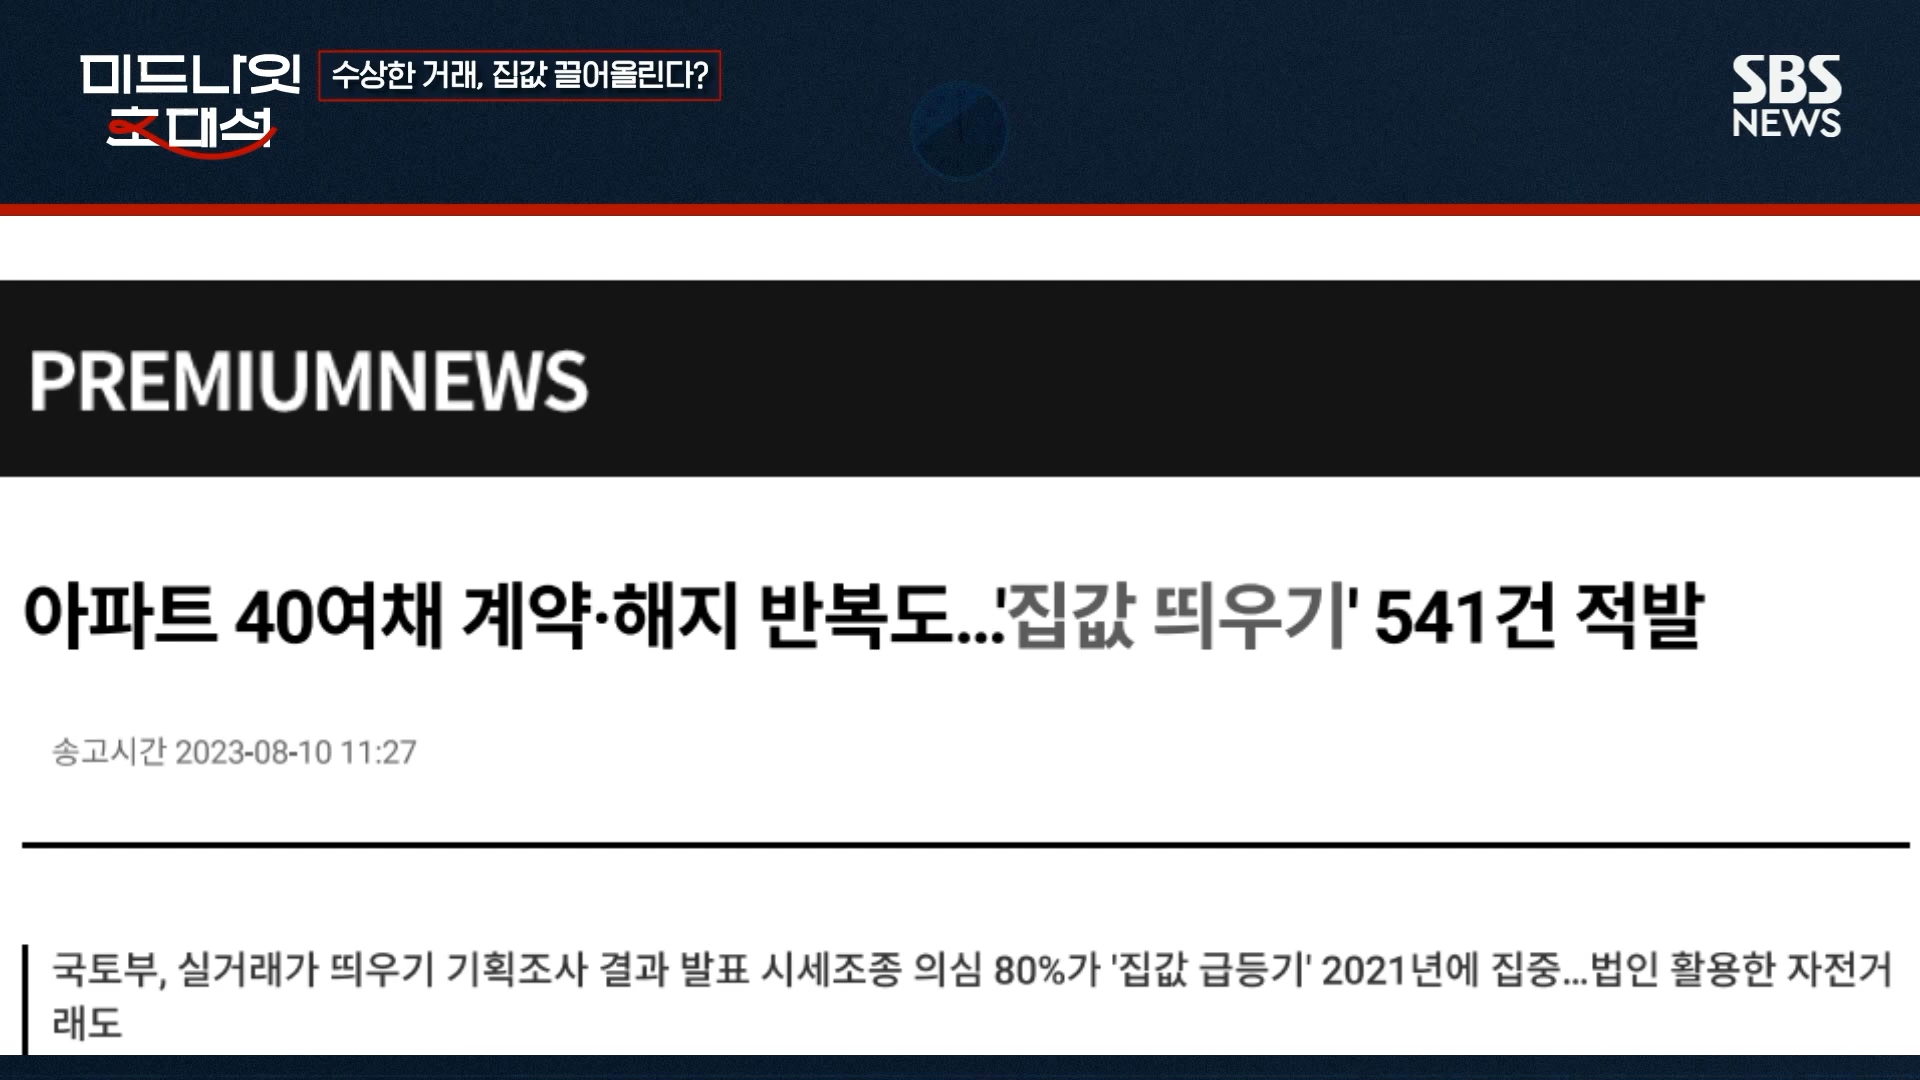 미드나잇
초대석
수상한 거래, 집값 끌어올린다?
SBS
NEWS
PREMIUMNEWS
아파트 40여채 계약·해지 반복도...'집값 띄우기' 541건 적발
송고시간 2023-08-10 11:27
국토부, 실거래가 띄우기 기획조사 결과 발표 시세조종 의심 80%가 '집값 급등기' 2021년에 집중...법인 활용한 자전거
래도